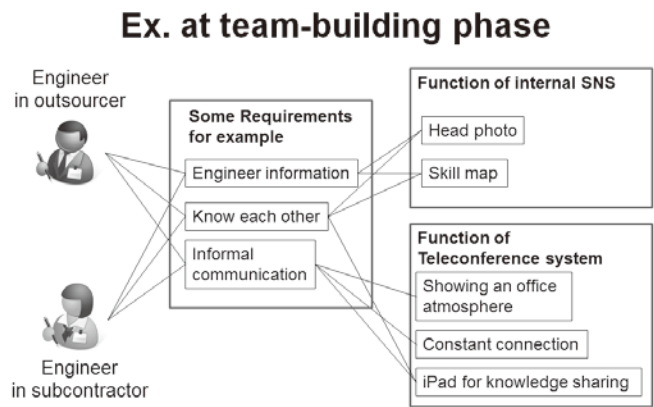 Ex. at team-building phase
Engineer
in outsourcer
Some Requirements
for example
Engineer information
Know each other
Informal
communication
Function of internal SNS
Head photo
Skill map
Function of
Teleconference system
Showing an office
atmosphere
Constant connection
iPad for knowledge sharing
Engineer
in subcontractor